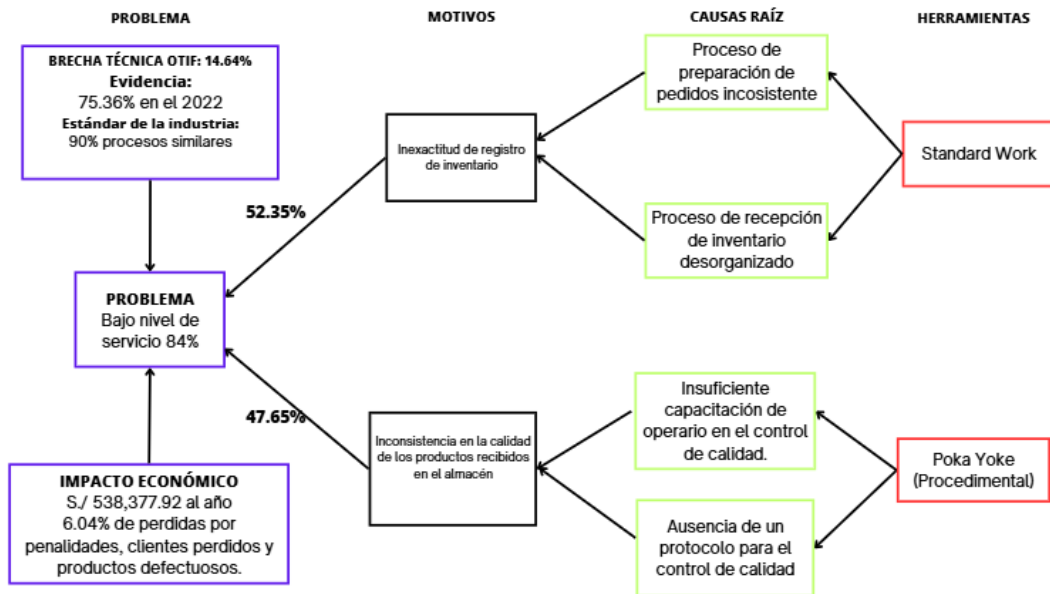 PROBLEMA
MOTIVOS
CAUSAS RAÍZ
HERRAMIENTAS
BRECHA TÉCNICA OTIF: 14.64%
Evidencia:
75.36% en el 2022
Estándar de la industria:
90% procesos similares
PROBLEMA
Bajo nivel de
servicio 84%
IMPACTO ECONÓMICO
S./ 538,377.92 al año
6.04% de perdidas por
penalidades, clientes perdidos y
productos defectuosos.
52.35%
47.65%
Inexactitud de registro
de inventario
Inconsistencia en la calidad
de los productos recibidos
en el almacén
Proceso de
preparación de
pedidos incosistente
Proceso de recepción
de inventario
desorganizado
Insuficiente
capacitación de
operario en el control
de calidad.
Ausencia de un
protocolo para el
control de calidad
Standard Work
Poka Yoke
(Procedimental)